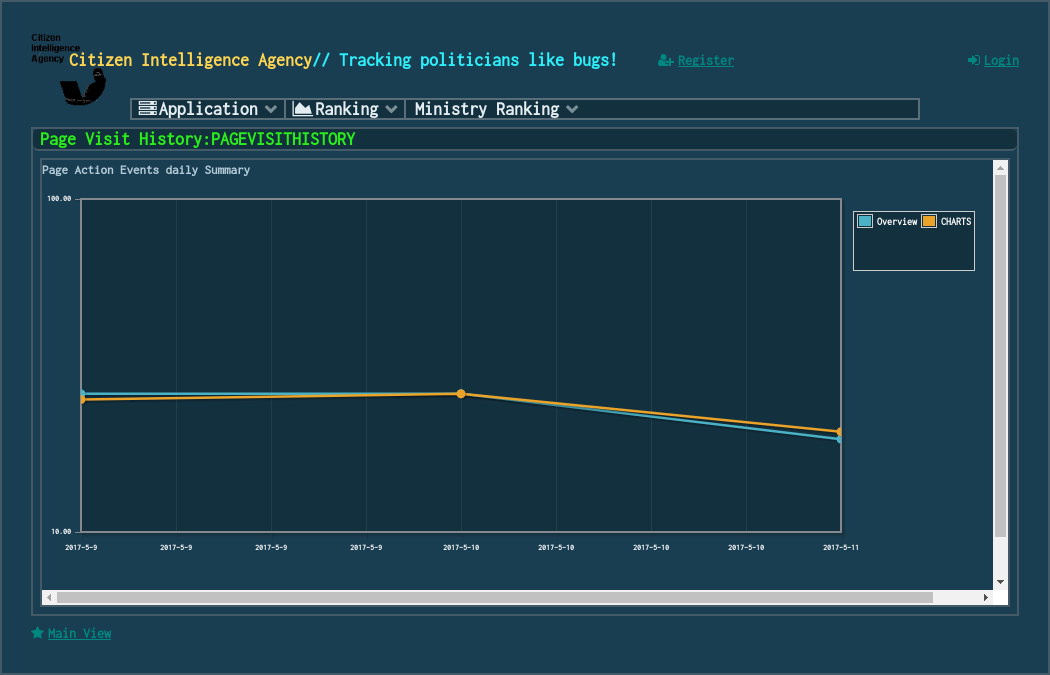 Citizen
Intelligence
Agency
Citizen Intelligence Agency// Tracking politicians like bugs!
Register
Login
Application
Ranking
Ministry Ranking
Page Visit History:PAGEVISITHISTORY
Page Action Events daily Summary
100.00
Overview
CHARTS
10.00
2017-5-9 2017-5-9 2017-5-9 2017-5-9 2017-5-10 2017-5-10 2017-5-10 2017-5-10 2017-5-11
Main View